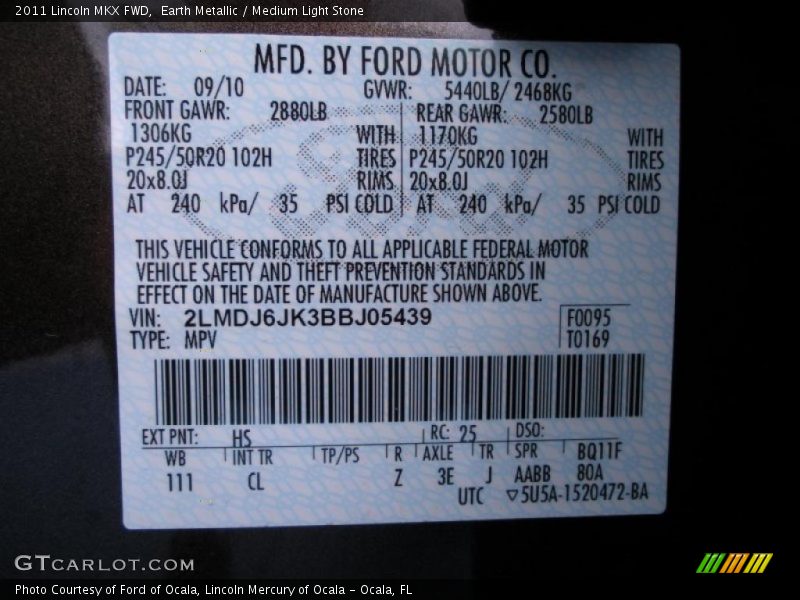 2011 Lincoln MKX FWD, Earth Metallic / Medium Light Stone
MFD. BY FORD MOTOR CO.
DATE: 09/10 GVWR: 5440LB/ 2468KG
FRONT GAWR: 2880LB REAR GAWR: 2580LB
1306KG WITH 1170KG WITH
P245/50R20 102H TIRES P245/50R20 102H TIRES
20x8.0J RIMS 20x8.0J RIMS
AT 240 kPa/ 35 PSI COLD AT 240 kPa/ 35 PSI COLD
THIS VEHICLE CONFORMS TO ALL APPLICABLE FEDERAL MOTOR
VEHICLE SAFETY AND THEFT PREVENTION STANDARDS IN
EFFECT ON THE DATE OF MANUFACTURE SHOWN ABOVE.
VIN: 2LMDJ6JK3BBJ05439 F0095
TYPE: MPV T0169
EXT PNT: HS RC: 25 DSO:
WB INT TR TP/PS R AXLE TR SPR BQ11F
111 CL Z 3E J AABB 80A
UTC ▽5U5A-1520472-BA
GTCARLOT.COM
Photo Courtesy of Ford of Ocala, Lincoln Mercury of Ocala - Ocala, FL